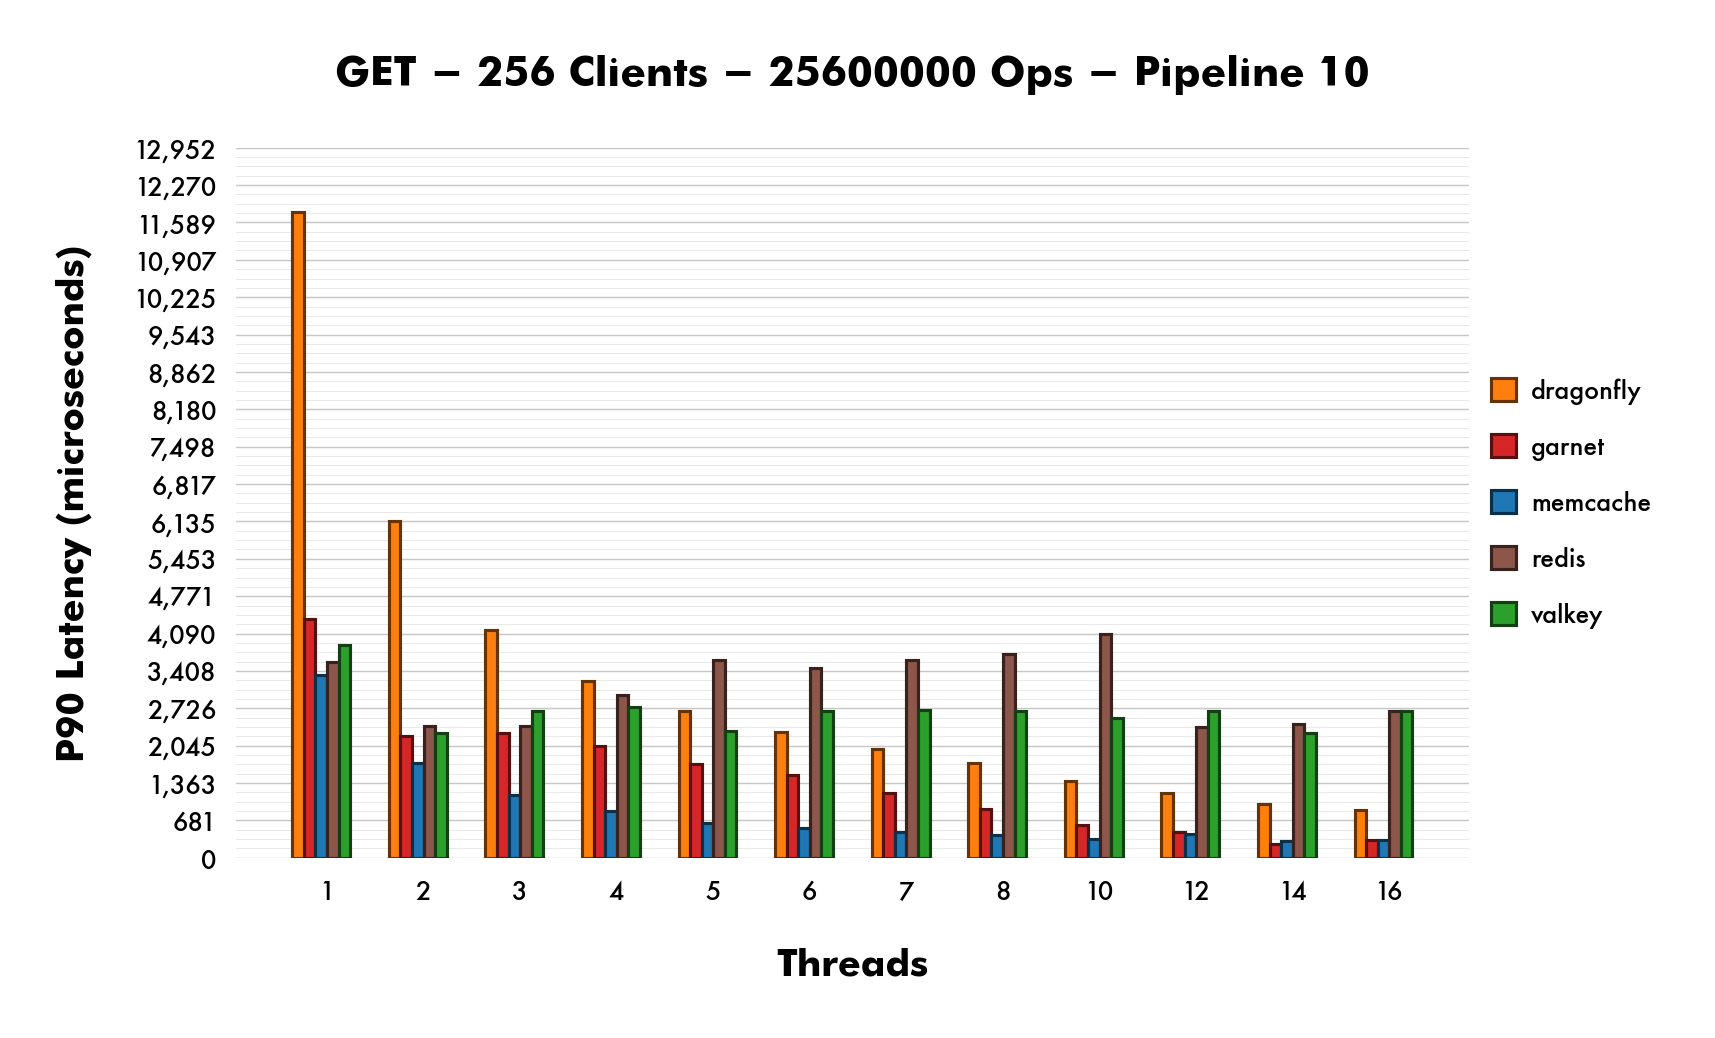 GET – 256 Clients – 25600000 Ops – Pipeline 10
P90 Latency (microseconds)
12,952
12,270
11,589
10,907
10,225
9,543
8,862
8,180
7,498
6,817
6,135
5,453
4,771
4,090
3,408
2,726
2,045
1,363
681
0
1 2 3 4 5 6 7 8 10 12 14 16
Threads
dragonfly
garnet
memcache
redis
valkey